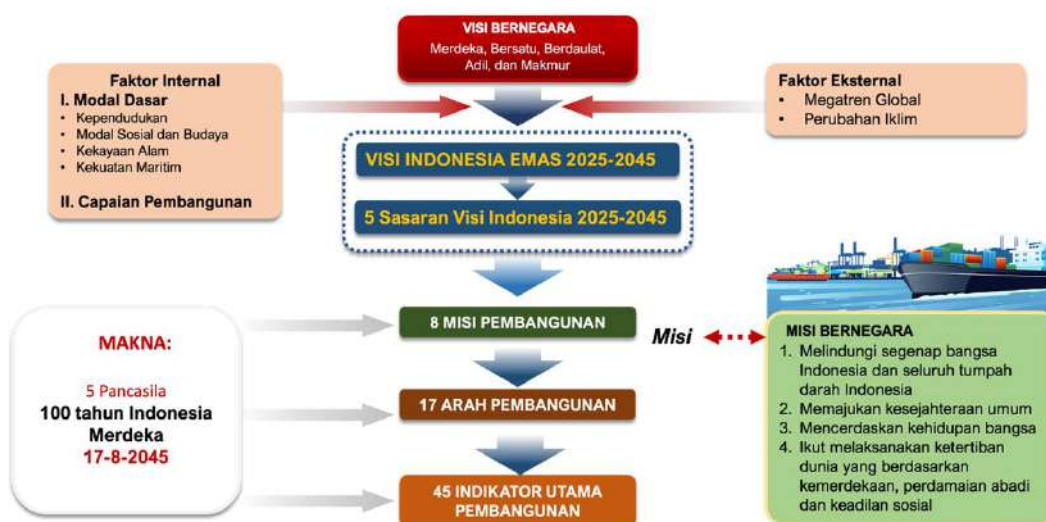 VISI BERNEGARA
Merdeka, Bersatu, Berdaulat,
Adil, dan Makmur
Faktor Internal
I. Modal Dasar
• Kependudukan
• Modal Sosial dan Budaya
• Kekayaan Alam
• Kekuatan Maritim
II. Capaian Pembangunan
Faktor Eksternal
• Megatren Global
• Perubahan Iklim
VISI INDONESIA EMAS 2025-2045
5 Sasaran Visi Indonesia 2025-2045
8 MISI PEMBANGUNAN
Misi
MAKNA:
5 Pancasila
100 tahun Indonesia
Merdeka
17-8-2045
17 ARAH PEMBANGUNAN
45 INDIKATOR UTAMA
PEMBANGUNAN
MISI BERNEGARA
1. Melindungi segenap bangsa
Indonesia dan seluruh tumpah
darah Indonesia
2. Memajukan kesejahteraan umum
3. Mencerdaskan kehidupan bangsa
4. Ikut melaksanakan ketertiban
dunia yang berdasarkan
kemerdekaan, perdamaian abadi
dan keadilan sosial